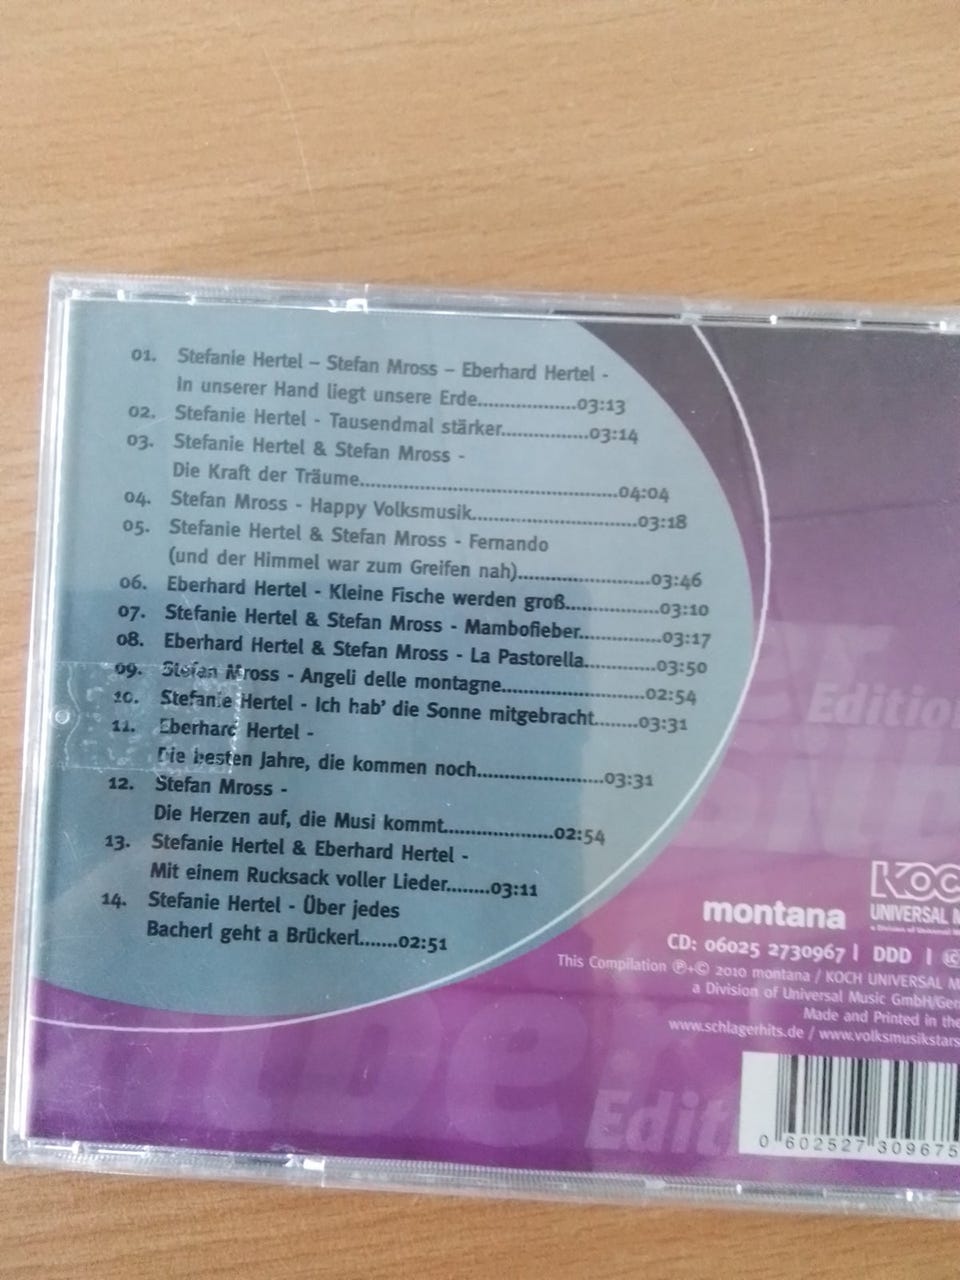 01. Stefanie Hertel – Stefan Mross – Eberhard Hertel -
In unserer Hand liegt unsere Erde..................03:13
02. Stefanie Hertel - Tausendmal stärker................03:14
03. Stefanie Hertel & Stefan Mross -
Die Kraft der Träume...............................................04:04
04. Stefan Mross - Happy Volksmusik..............................03:18
05. Stefanie Hertel & Stefan Mross - Fernando
(und der Himmel war zum Greifen nah)........................03:46
06. Eberhard Hertel - Kleine Fische werden groß.................03:10
07. Stefanie Hertel & Stefan Mross - Mambofieber...............03:17
08. Eberhard Hertel & Stefan Mross - La Pastorella.............03:50
09. Stefan Mross - Angeli delle montagne..........................02:54
10. Stefanie Hertel - Ich hab' die Sonne mitgebracht........03:31
11. Eberhard Hertel -
Die besten Jahre, die kommen noch.......................03:31
12. Stefan Mross -
Die Herzen auf, die Musi kommt....................02:54
13. Stefanie Hertel & Eberhard Hertel -
Mit einem Rucksack voller Lieder........03:11
14. Stefanie Hertel - Über jedes
Bacherl geht a Brückerl.......02:51
Edition
montana
KOC
UNIVERSAL M
CD: 06025 2730967 | DDD |
This Compilation ℗+© 2010 montana / KOCH UNIVERSAL M
a Division of Universal Music GmbH/Ger
Made and Printed in the
www.schlagerhits.de / www.volksmusikstars
Edit
0 602527 309675